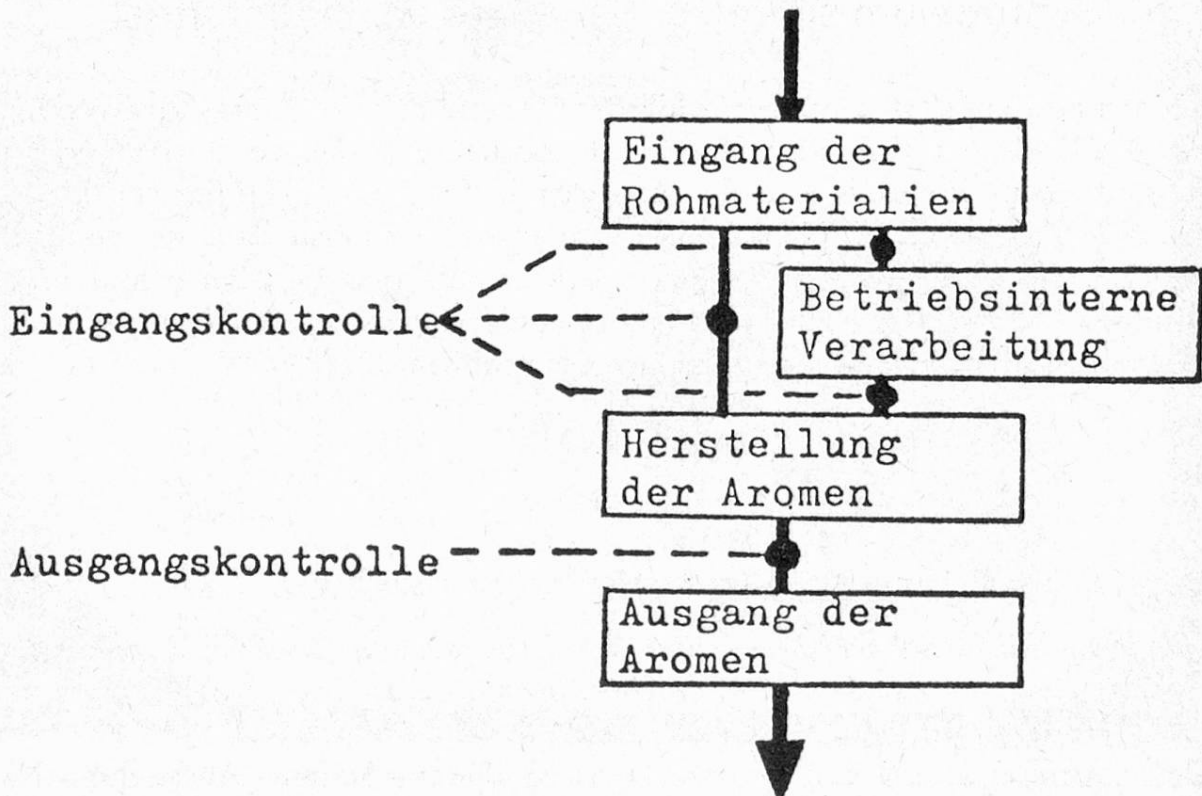 Eingang der
Rohmaterialien
Betriebsinterne
Verarbeitung
Eingangskontrolle
Herstellung
der Aromen
Ausgangskontrolle
Ausgang der
Aromen